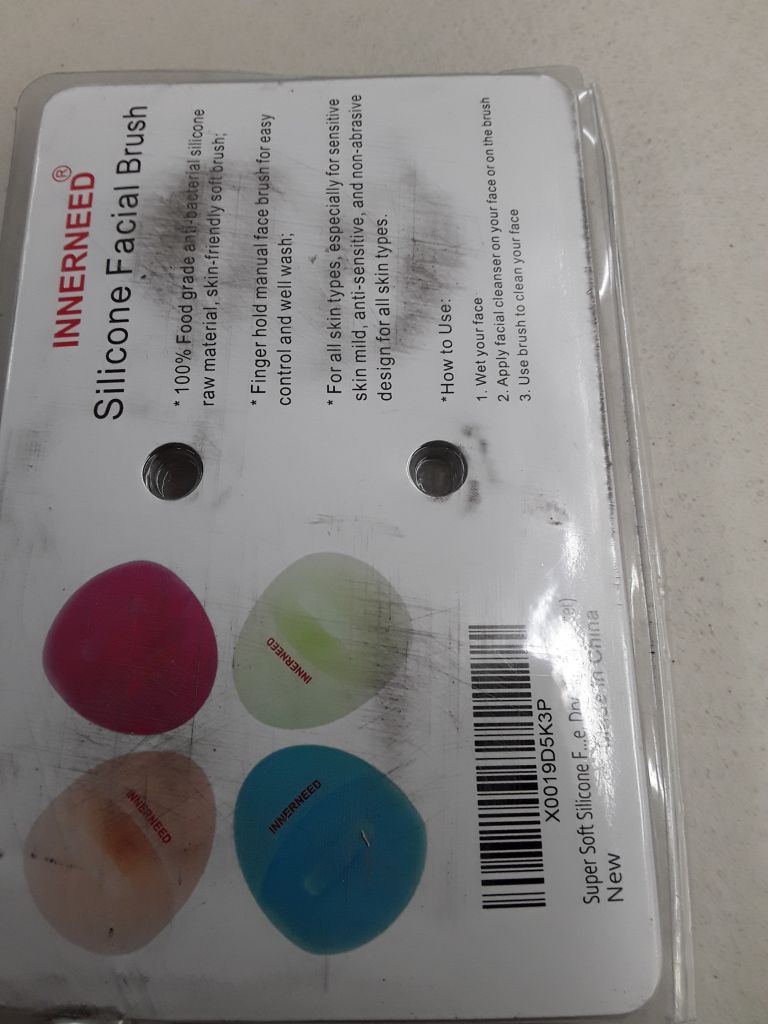 INNERNEED®
Silicone Facial Brush
* 100% Food grade anti-bacterial silicone
raw material, skin-friendly soft brush;
* Finger hold manual face brush for easy
control and well wash;
* For all skin types, especially for sensitive
skin mild, anti-sensitive, and non-abrasive
design for all skin types.
*How to Use:
1. Wet your face
2. Apply facial cleanser on your face or on the brush
3. Use brush to clean your face
INNERNEED
INNERNEED
INNERNEED
X0019D5K3P
Super Soft Silicone F...e,
New
in China